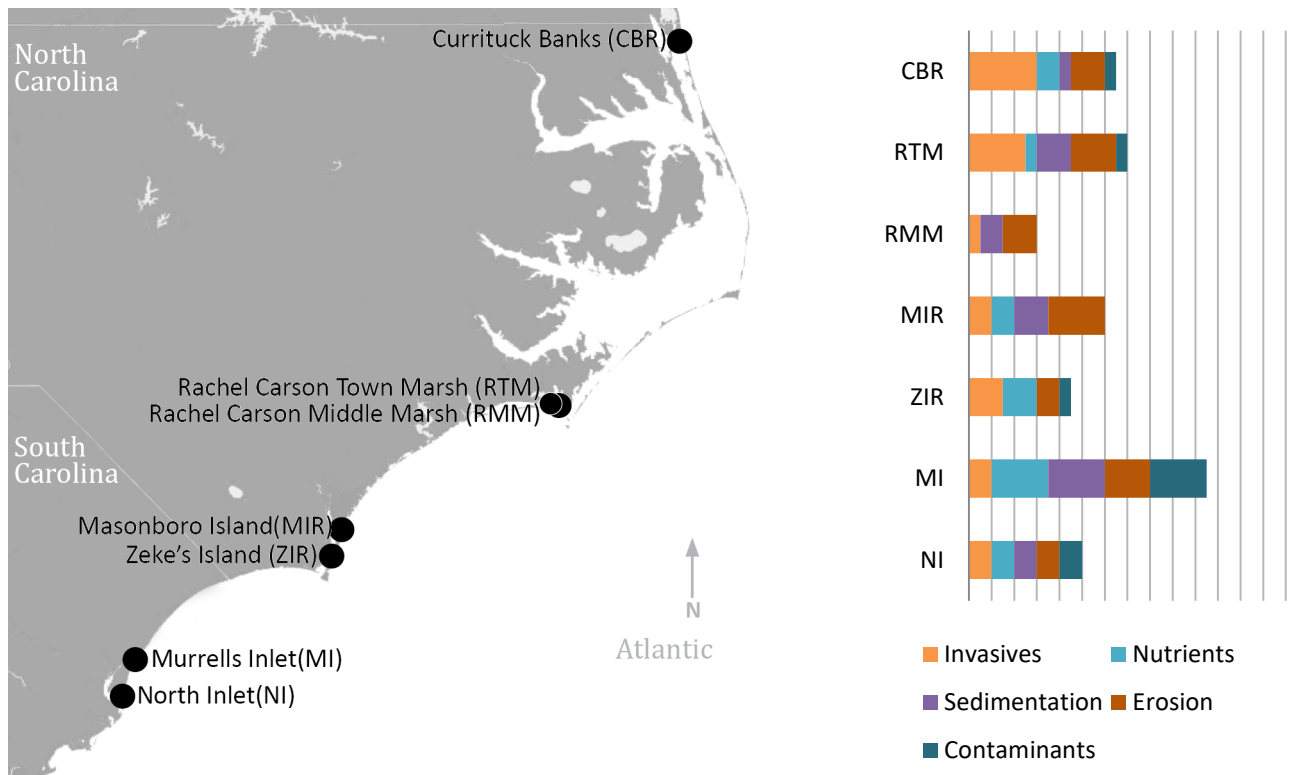 Currituck Banks (CBR)
North
Carolina
Rachel Carson Town Marsh (RTM)
Rachel Carson Middle Marsh (RMM)
South
Carolina
Masonboro Island(MIR)
Zeke’s Island (ZIR)
N
Atlantic
Murrells Inlet(MI)
North Inlet(NI)
CBR
RTM
RMM
MIR
ZIR
MI
NI
Invasives
Nutrients
Sedimentation
Erosion
Contaminants